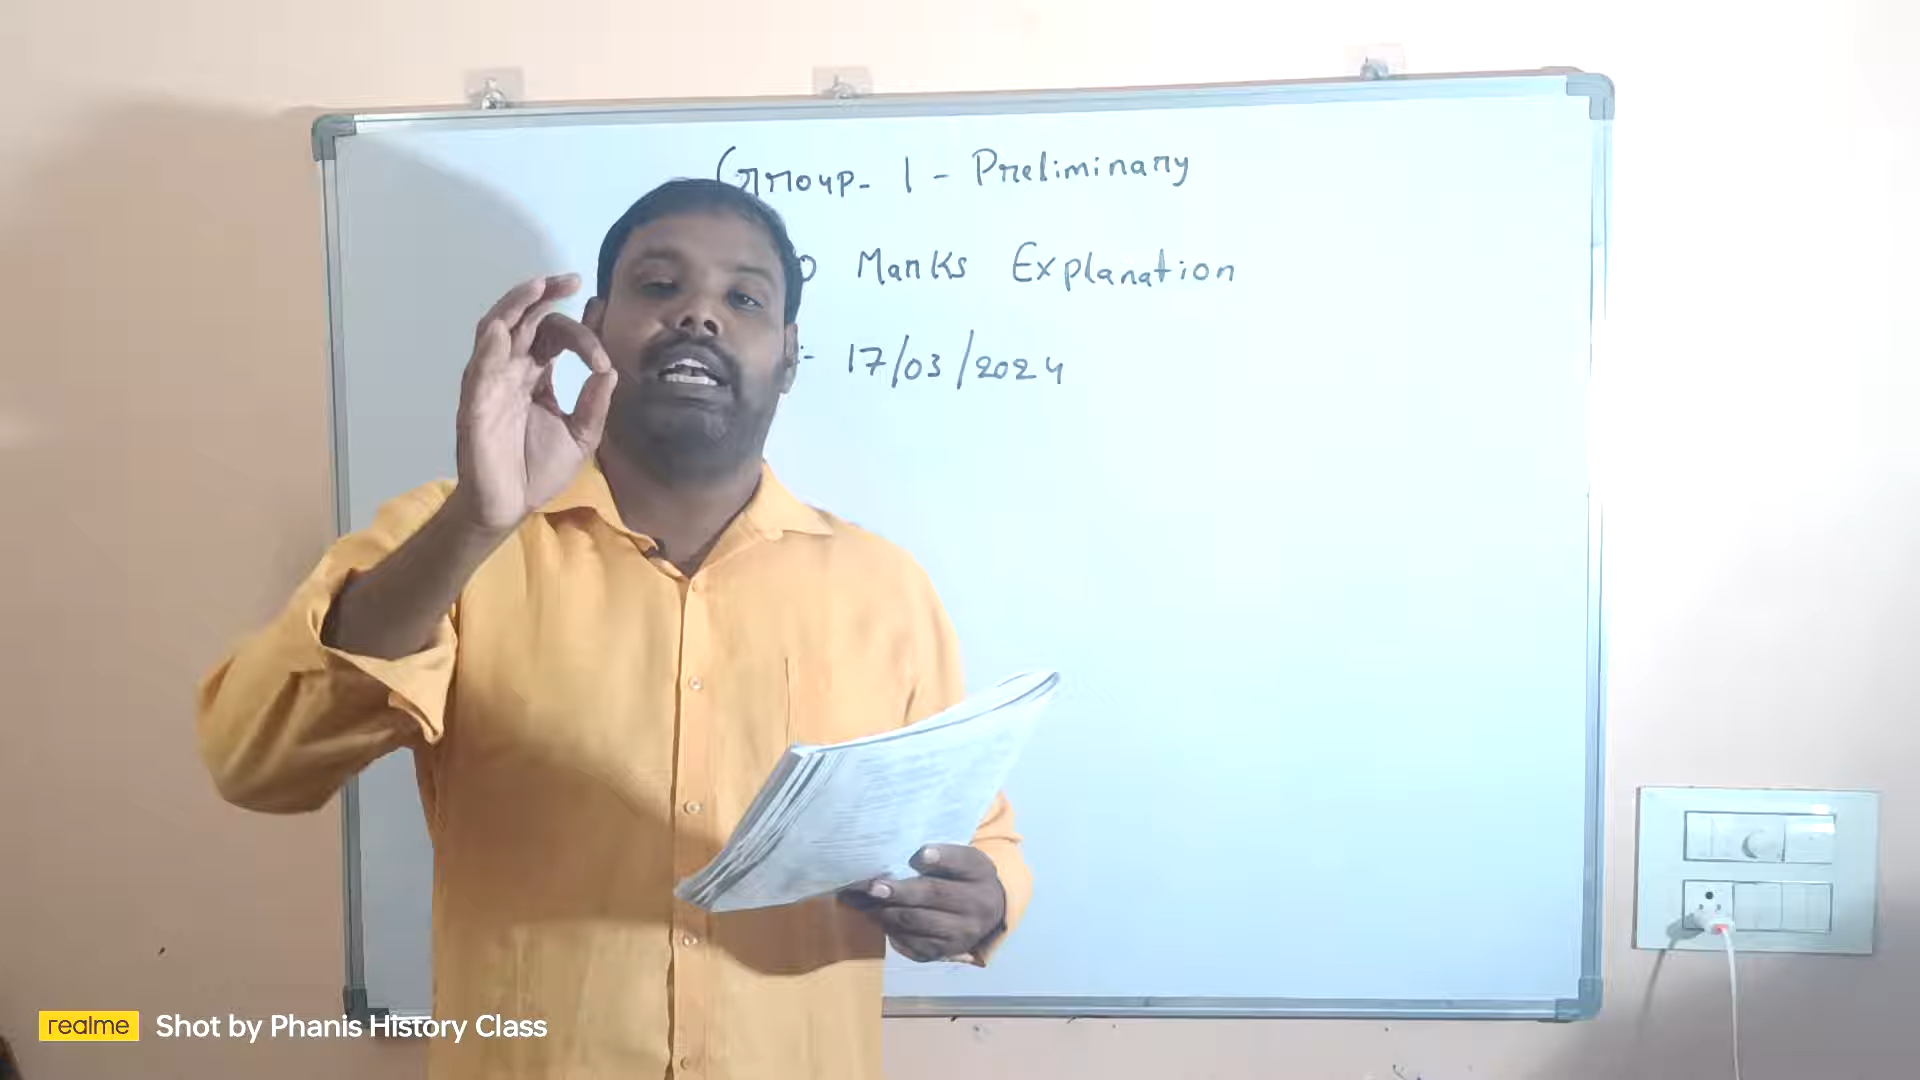 Group- 1 - Preliminary
Marks Explanation
:- 17/03/2024
realme Shot by Phanis History Class